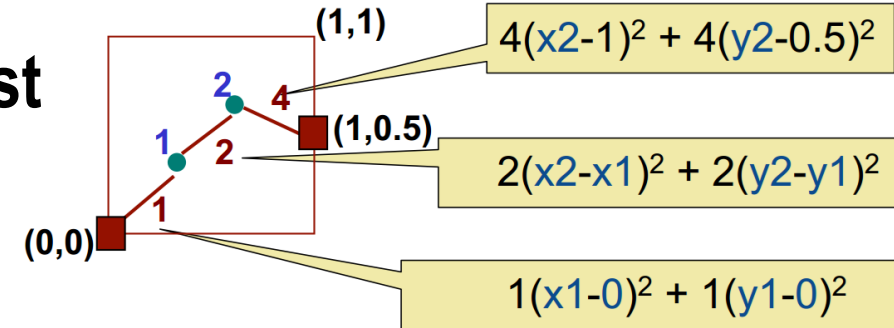 (1,1)
4(x2-1)² + 4(y2-0.5)²
st
2
4
1
(1,0.5)
2
2(x2-x1)² + 2(y2-y1)²
1
(0,0)
1(x1-0)² + 1(y1-0)²